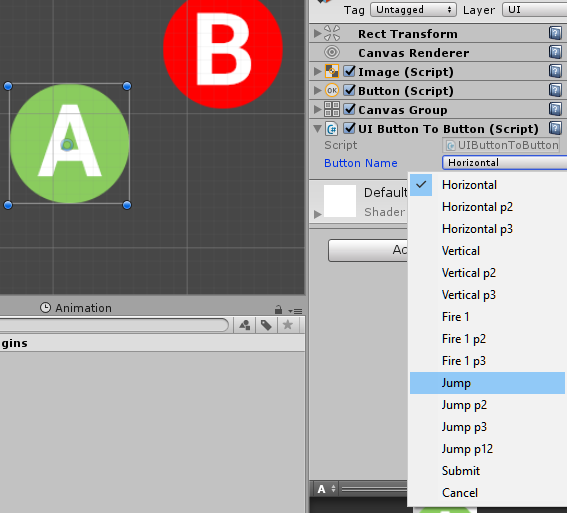 B
A
Animation
gins
Tag Untagged Layer UI
Rect Transform
Canvas Renderer
Image (Script)
OK Button (Script)
Canvas Group
UI Button To Button (Script)
Script UIButtonToButton
Button Name Horizontal
Default
Shader
Horizontal
Horizontal p2
Horizontal p3
Vertical
Vertical p2
Vertical p3
Fire 1
Fire 1 p2
Fire 1 p3
Jump
Jump p2
Jump p3
Jump p12
Submit
Cancel
A